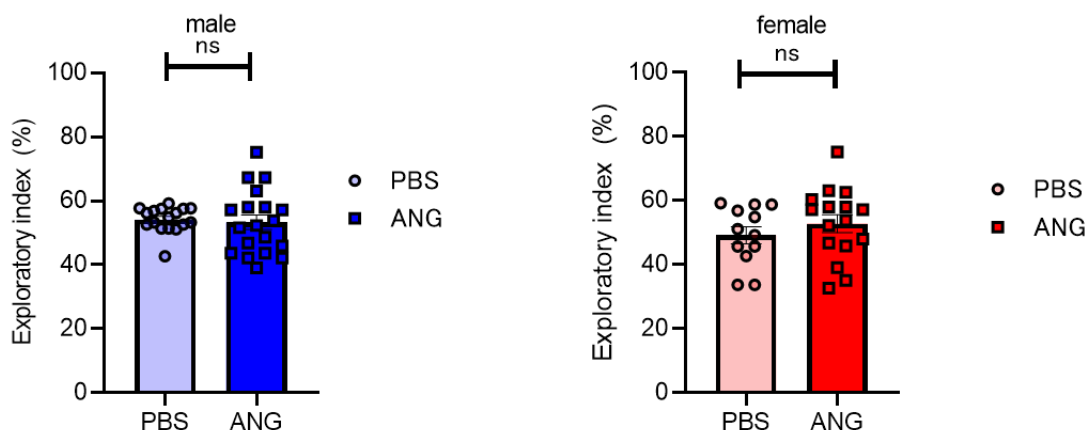 male
ns
Exploratory index (%)
100
80
60
40
20
0
PBS
ANG
PBS
ANG
female
ns
Exploratory index (%)
100
80
60
40
20
0
PBS
ANG
PBS
ANG